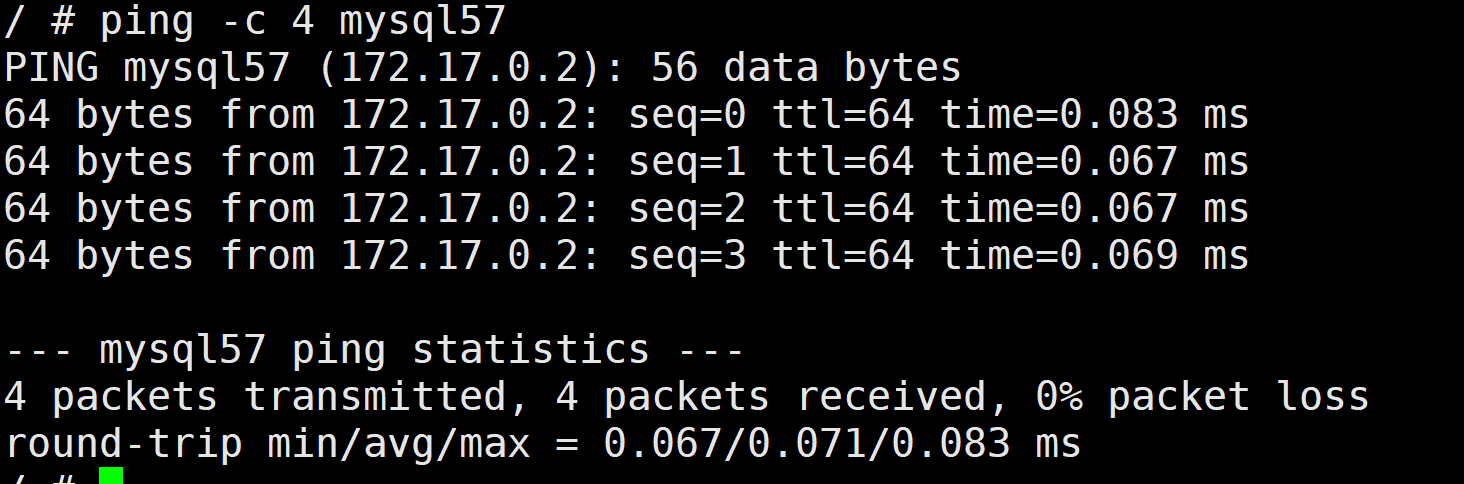 / # ping -c 4 mysql57
PING mysql57 (172.17.0.2): 56 data bytes
64 bytes from 172.17.0.2: seq=0 ttl=64 time=0.083 ms
64 bytes from 172.17.0.2: seq=1 ttl=64 time=0.067 ms
64 bytes from 172.17.0.2: seq=2 ttl=64 time=0.067 ms
64 bytes from 172.17.0.2: seq=3 ttl=64 time=0.069 ms
--- mysql57 ping statistics ---
4 packets transmitted, 4 packets received, 0% packet loss
round-trip min/avg/max = 0.067/0.071/0.083 ms
/ #